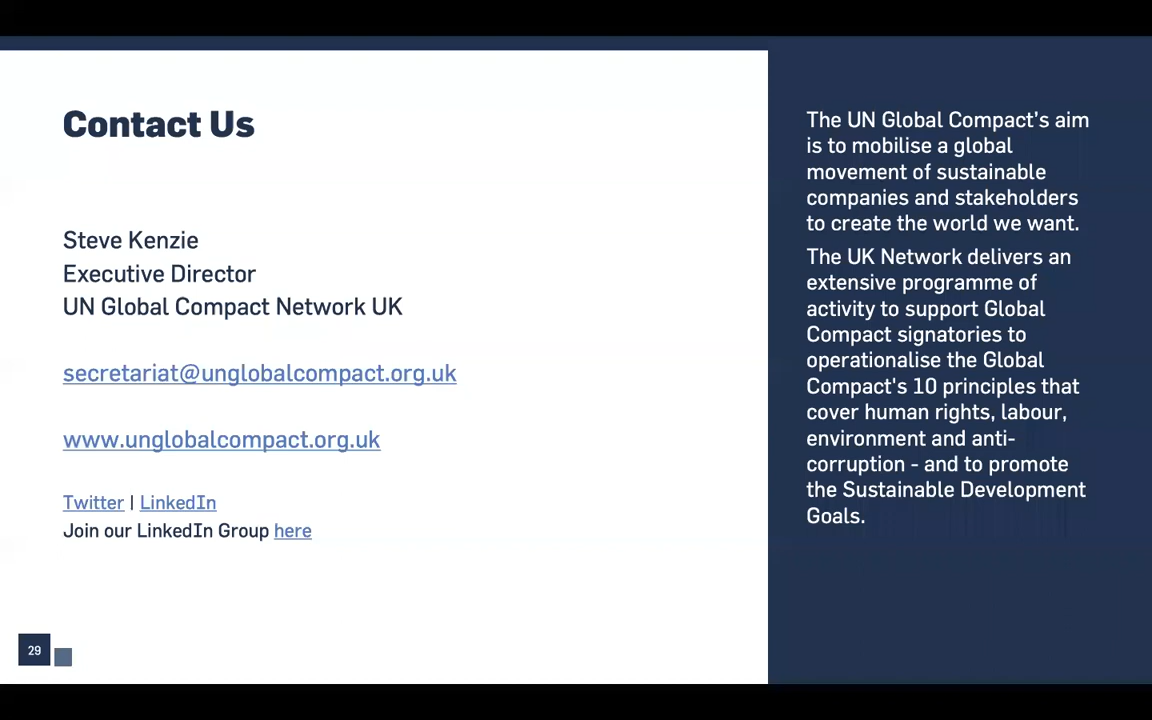 Contact Us
Steve Kenzie
Executive Director
UN Global Compact Network UK
secretariat@unglobalcompact.org.uk
www.unglobalcompact.org.uk
Twitter | LinkedIn
Join our LinkedIn Group here
29
The UN Global Compact's aim
is to mobilise a global
movement of sustainable
companies and stakeholders
to create the world we want.
The UK Network delivers an
extensive programme of
activity to support Global
Compact signatories to
operationalise the Global
Compact's 10 principles that
cover human rights, labour,
environment and anti-
corruption - and to promote
the Sustainable Development
Goals.